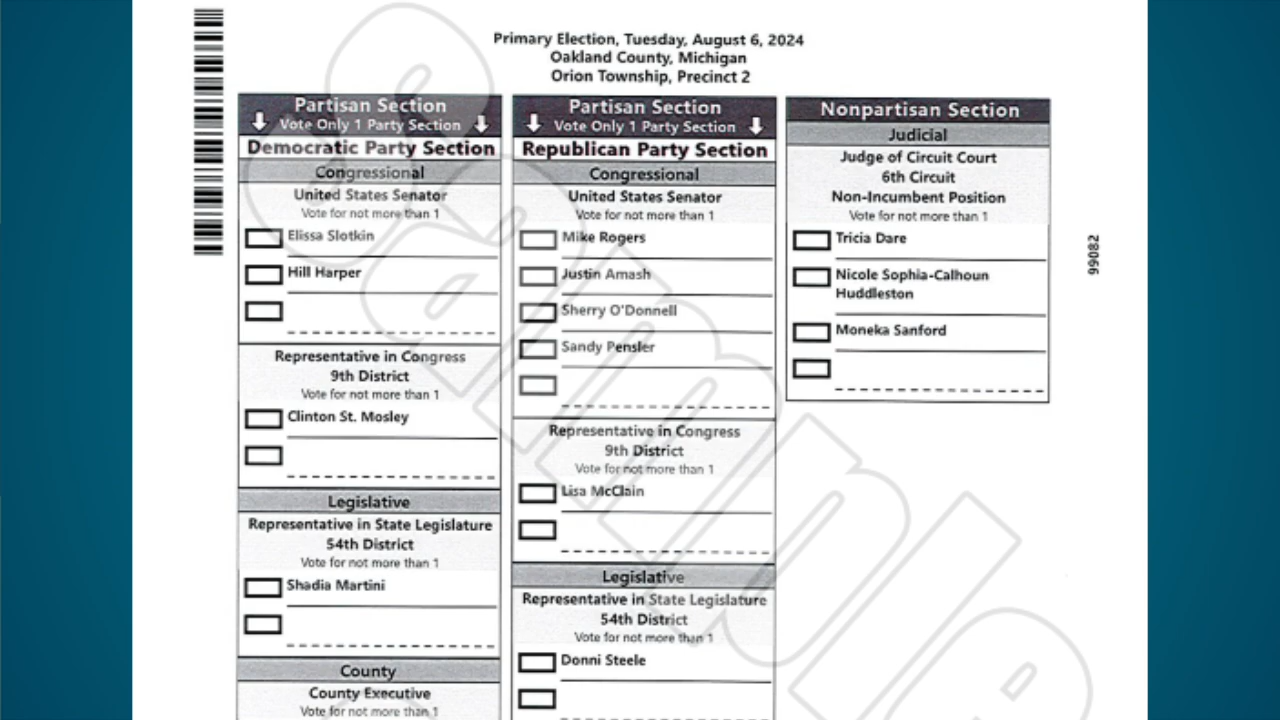 Primary Election, Tuesday, August 6, 2024
Oakland County, Michigan
Orion Township, Precinct 2
Partisan Section
Vote Only 1 Party Section
Democratic Party Section
Congressional
United States Senator
Vote for not more than 1
Elissa Slotkin
Hill Harper
Representative in Congress
9th District
Vote for not more than 1
Clinton St. Mosley
Legislative
Representative in State Legislature
54th District
Vote for not more than 1
Shadia Martini
County
County Executive
Vote for not more than 1
Partisan Section
Vote Only 1 Party Section
Republican Party Section
Congressional
United States Senator
Vote for not more than 1
Mike Rogers
Justin Amash
Sherry O'Donnell
Sandy Pensler
Representative in Congress
9th District
Vote for not more than 1
Lisa McClain
Legislative
Representative in State Legislature
54th District
Vote for not more than 1
Donni Steele
Nonpartisan Section
Judicial
Judge of Circuit Court
6th Circuit
Non-Incumbent Position
Vote for not more than 1
Tricia Dare
Nicole Sophia-Calhoun
Huddleston
Moneka Sanford
99082
Sample